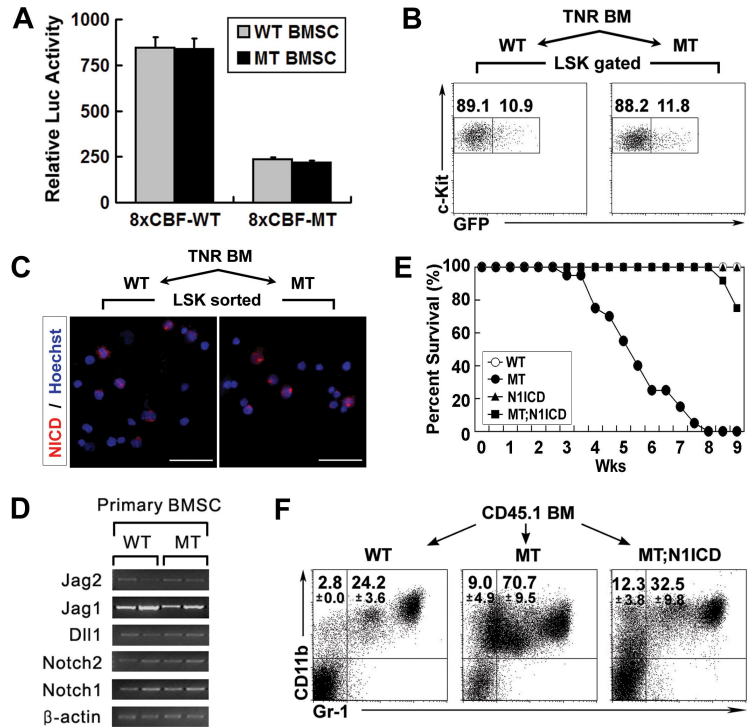 A
Relative Luc Activity
1000
750
500
250
0
WT BMSC
MT BMSC
8xCBF-WT
8xCBF-MT
B
TNR BM
WT
MT
LSK gated
89.1 10.9
88.2 11.8
c-Kit
GFP
C
TNR BM
WT
MT
LSK sorted
NICD / Hoechst
E
Percent Survival (%)
100
80
60
40
20
0
WT
MT
N1ICD
MT;N1ICD
0 1 2 3 4 5 6 7 8 9
Wks
D
Primary BMSC
WT
MT
Jag2
Jag1
Dll1
Notch2
Notch1
β-actin
F
CD45.1 BM
WT
MT
MT;N1ICD
2.8 24.2
±0.0 ±3.6
9.0 70.7
±4.9 ±9.5
12.3 32.5
±3.8 ±9.8
CD11b
Gr-1